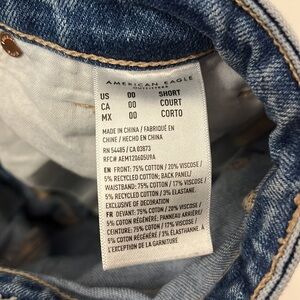 AMERICAN EAGLE
OUTFITTERS
US 00 SHORT
CA 00 COURT
MX 00 CORTO
MADE IN CHINA / FABRIQUÉ EN
CHINE / HECHO EN CHINA
RN 54485 / CA 03873
RFC# AEM120605U9A
EN FRONT: 75% COTTON / 20% VISCOSE /
5% RECYCLED COTTON; BACK PANEL/
WAISTBAND: 75% COTTON / 17% VISCOSE /
5% RECYCLED COTTON / 3% ELASTANE.
EXCLUSIVE OF DECORATION
FR DEVANT: 75% COTON / 20% VISCOSE /
5% COTON RÉGÉNÉRÉ; PANNEAU ARRIÈRE/
CEINTURE: 75% COTON / 17% VISCOSE /
5% COTON RÉGÉNÉRÉ / 3% ÉLASTHANNE. À
L'EXCEPTION DE LA GARNITURE